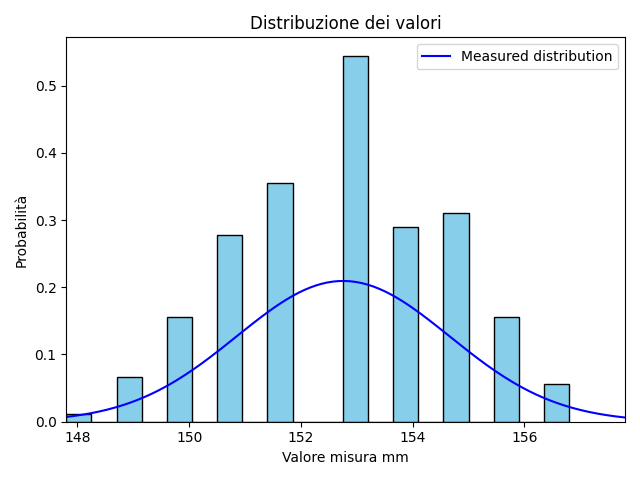 Distribuzione dei valori
Measured distribution
Probabilità
0.5
0.4
0.3
0.2
0.1
0.0
148 150 152 154 156
Valore misura mm